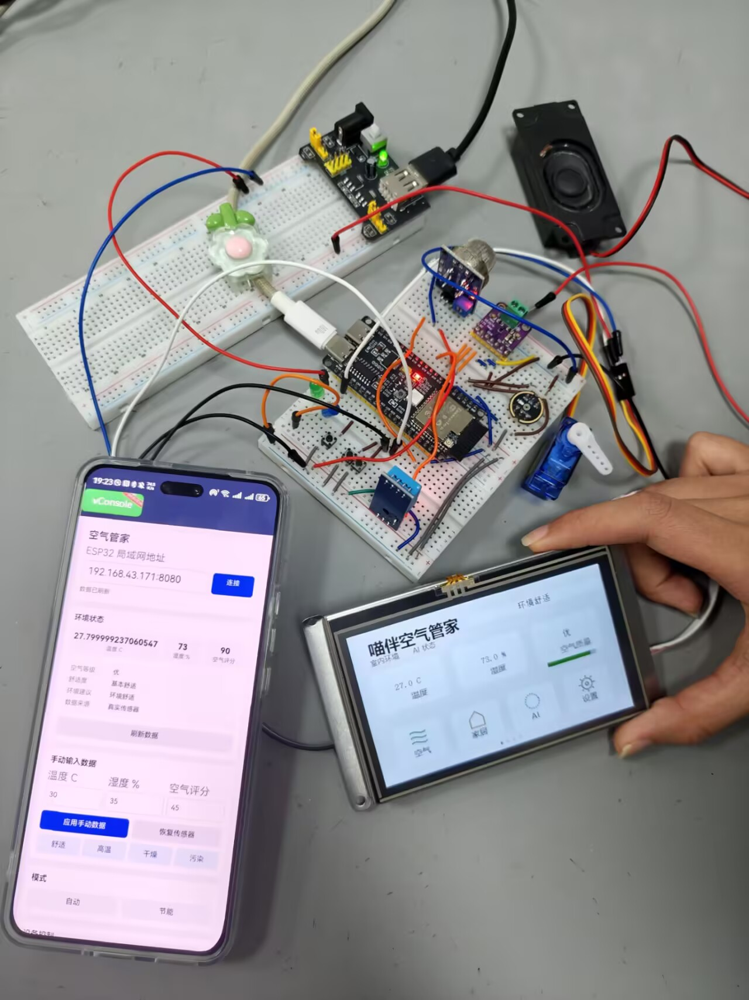 19:23
65
vConsole
空气管家
ESP32 局域网地址
192.168.43.171:8080
连接
数据已刷新
环境状态
27.799999237060547
73
90
温度 C
湿度 %
空气评分
空气等级
优
舒适度
基本舒适
环境建议
环境舒适
数据来源
真实传感器
刷新数据
手动输入数据
温度 C
湿度 %
空气评分
30
35
45
应用手动数据
恢复传感器
舒适
高温
干燥
污染
模式
自动
节能
设备控制
环境舒适
喵伴空气管家
室内环境
AI 状态
27.0 C
温度
73.0 %
湿度
优
空气质量
空气
家居
AI
设置